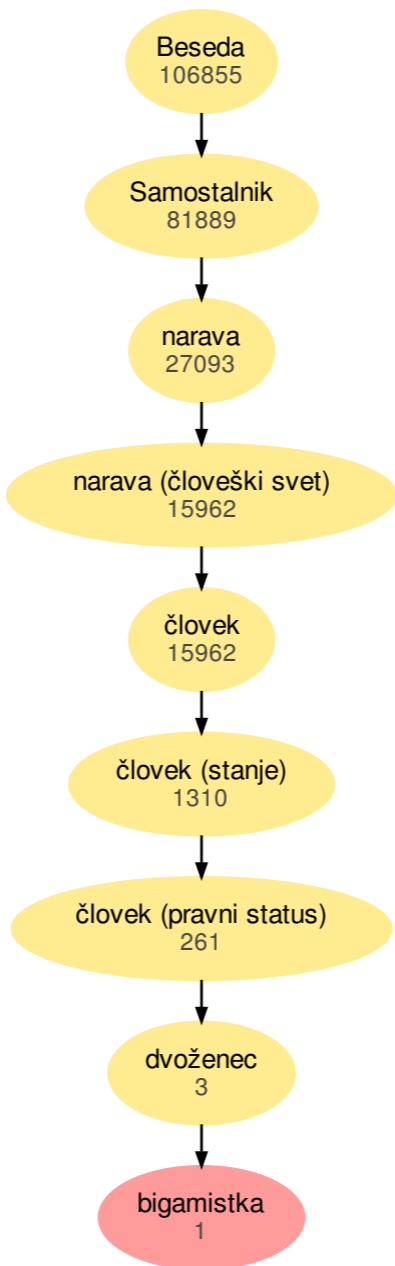 Beseda
106855
Samostalnik
81889
narava
27093
narava (človeški svet)
15962
človek
15962
človek (stanje)
1310
človek (pravni status)
261
dvoženec
3
bigamistka
1